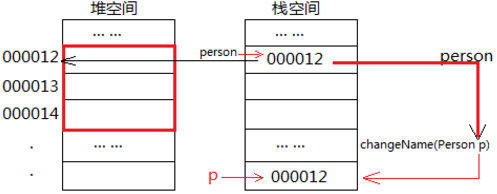 堆空间 栈空间
... ... ... ...
person person
000012 000012
000013
000014
. ... ... ... ... changeName(Person p)
. p 000012